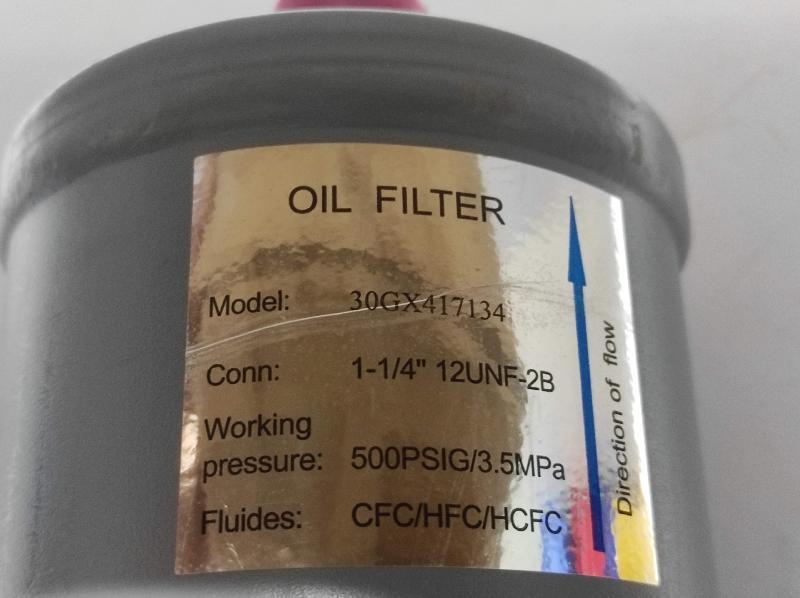 OIL FILTER
Model: 30GX417134
Conn: 1-1/4" 12UNF-2B
Working
pressure: 500PSIG/3.5MPa
Fluides: CFC/HFC/HCFC
Direction of flow